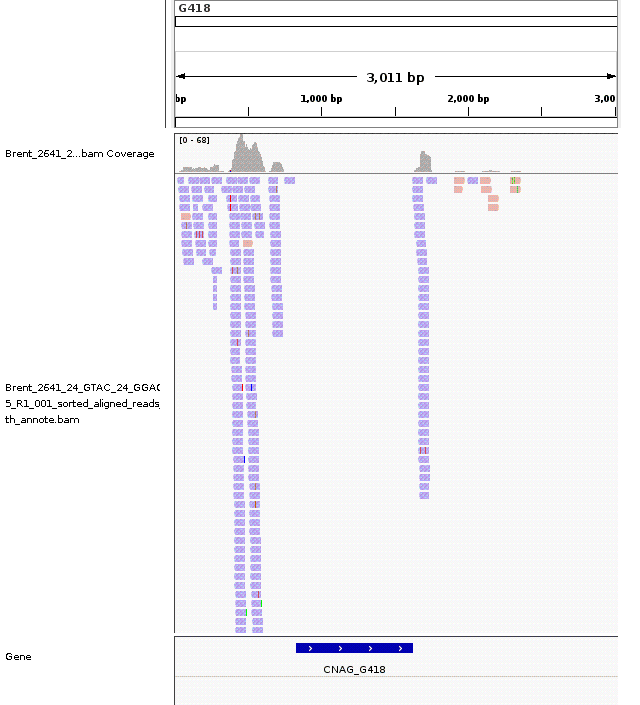 G418
3,011 bp
bp 1,000 bp 2,000 bp 3,00
[0 - 68]
Brent_2641_2...bam Coverage
Brent_2641_24_GTAC_24_GGAC
5_R1_001_sorted_aligned_reads_
th_annote.bam
Gene
CNAG_G418